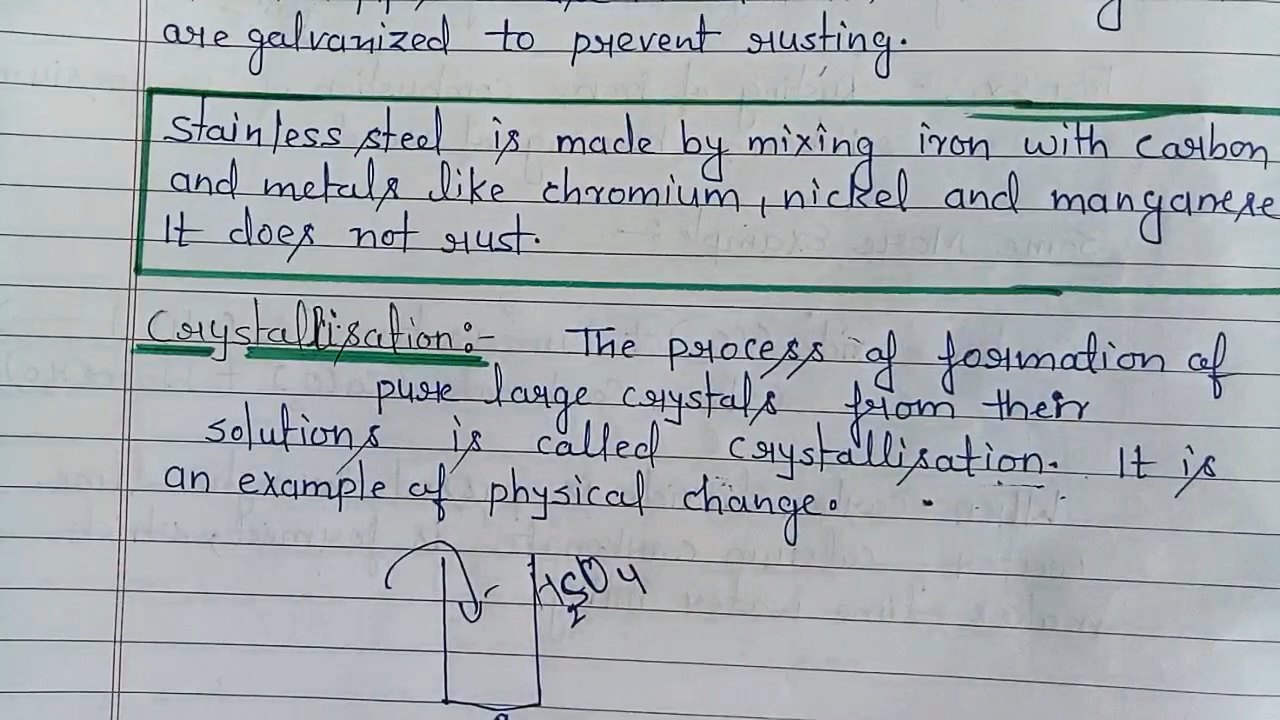 are galvanized to prevent rusting.
Stainless steel is made by mixing iron with carbon
and metals like chromium, nickel and manganese
It does not rust.
Crystallisation:- The process of formation of
pure large crystals from their
solutions is called crystallisation. It is
an example of physical change.
H2SO4